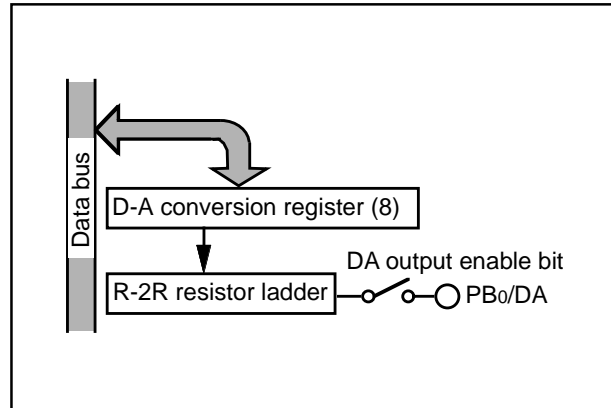 Data bus
D-A conversion register (8)
DA output enable bit
R-2R resistor ladder
PB0/DA